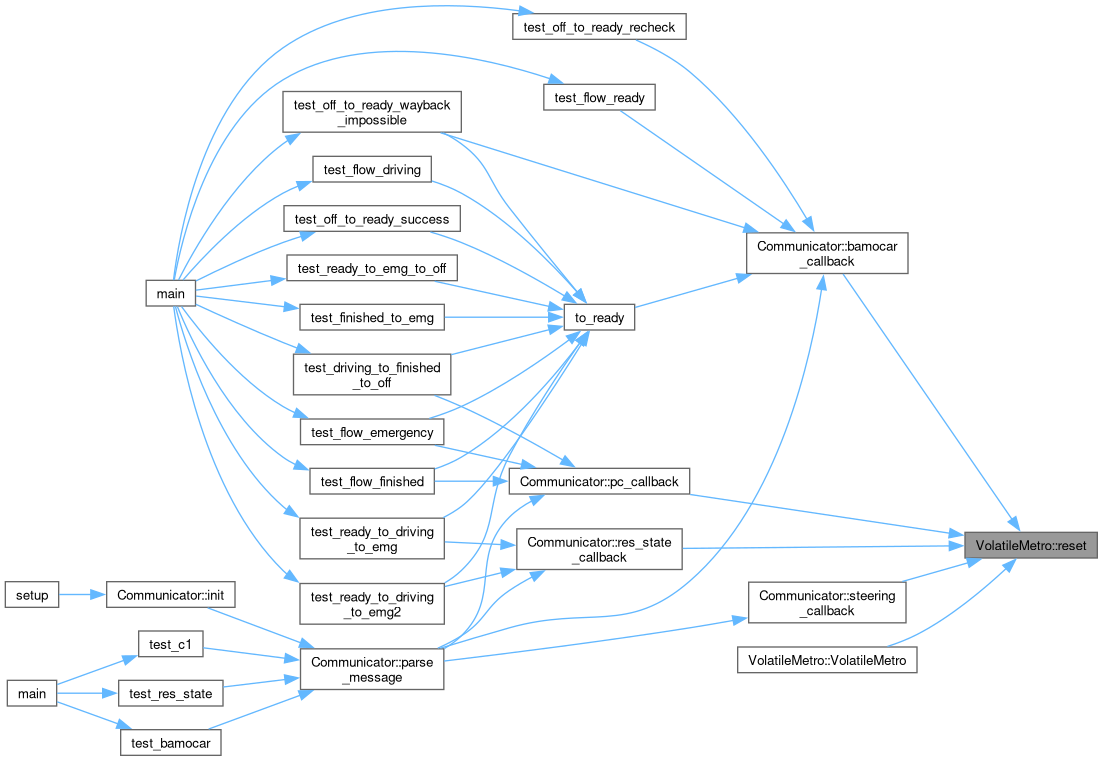 test_off_to_ready_recheck
test_flow_ready
test_off_to_ready_wayback
_impossible
test_flow_driving
test_off_to_ready_success
Communicator::bamocar
_callback
test_ready_to_emg_to_off
main
test_finished_to_emg
to_ready
test_driving_to_finished
_to_off
test_flow_emergency
test_flow_finished
Communicator::pc_callback
test_ready_to_driving
_to_emg
Communicator::res_state
_callback
VolatileMetro::reset
setup
Communicator::init
test_ready_to_driving
_to_emg2
Communicator::steering
_callback
test_c1
Communicator::parse
_message
VolatileMetro::VolatileMetro
main
test_res_state
test_bamocar